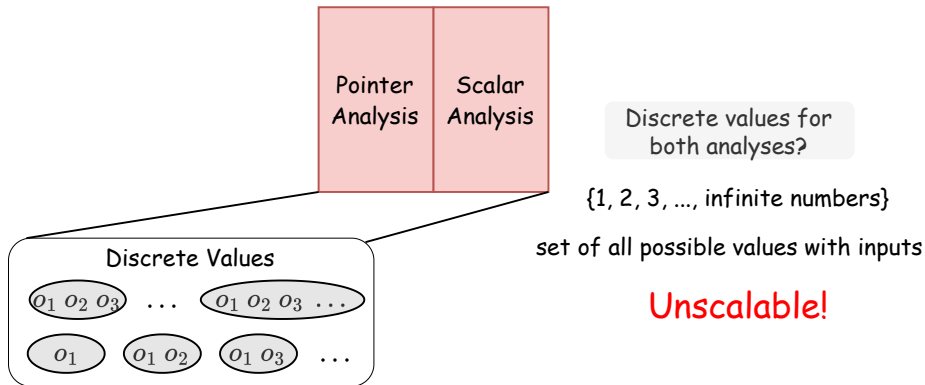 Pointer Analysis
Scalar Analysis
Discrete values for
both analyses?
{1, 2, 3, ..., infinite numbers}
set of all possible values with inputs
Unscalable!
Discrete Values
o₁ o₂ o₃ ... o₁ o₂ o₃ ...
o₁ o₁ o₂ o₁ o₃ ...